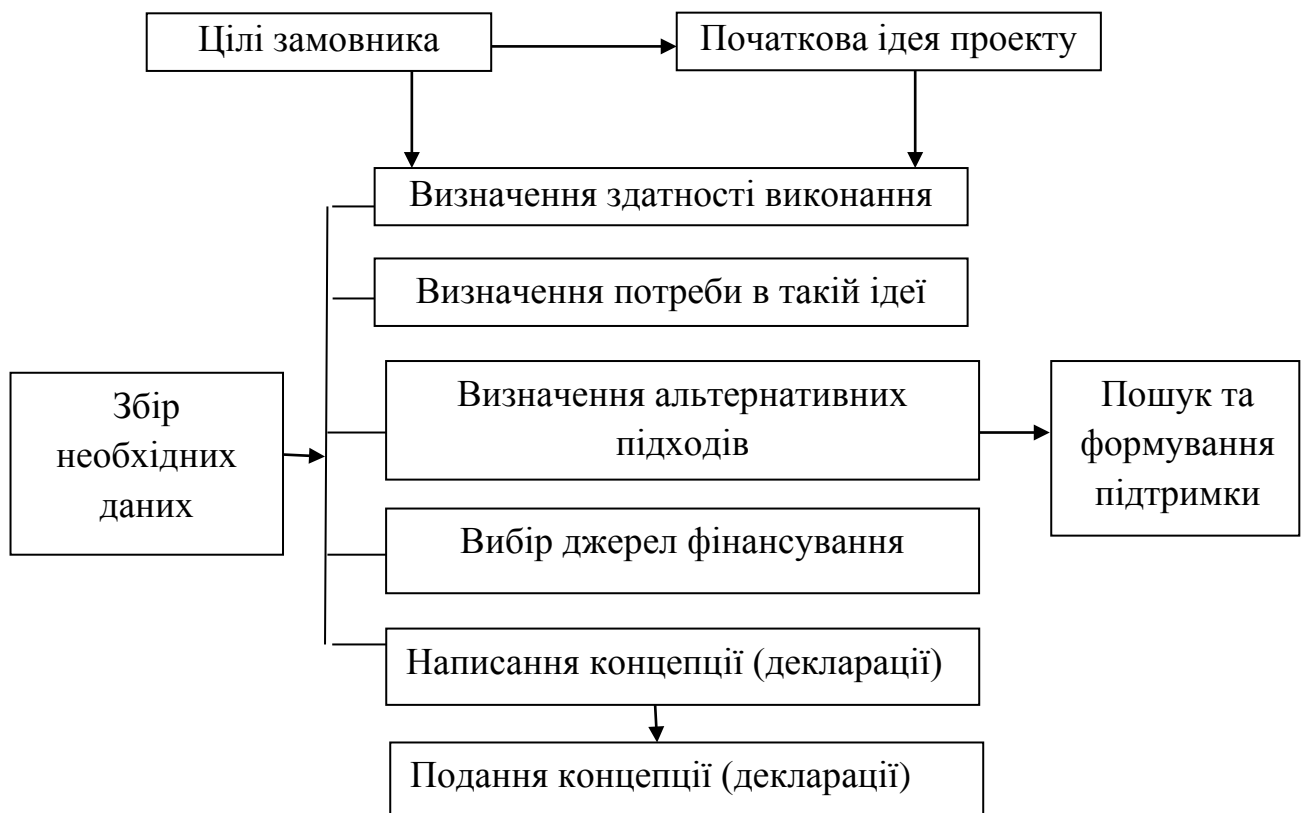 Цілі замовника
Початкова ідея проекту
Визначення здатності виконання
Визначення потреби в такій ідеї
Збір
необхідних
даних
Визначення альтернативних
підходів
Пошук та
формування
підтримки
Вибір джерел фінансування
Написання концепції (декларації)
Подання концепції (декларації)